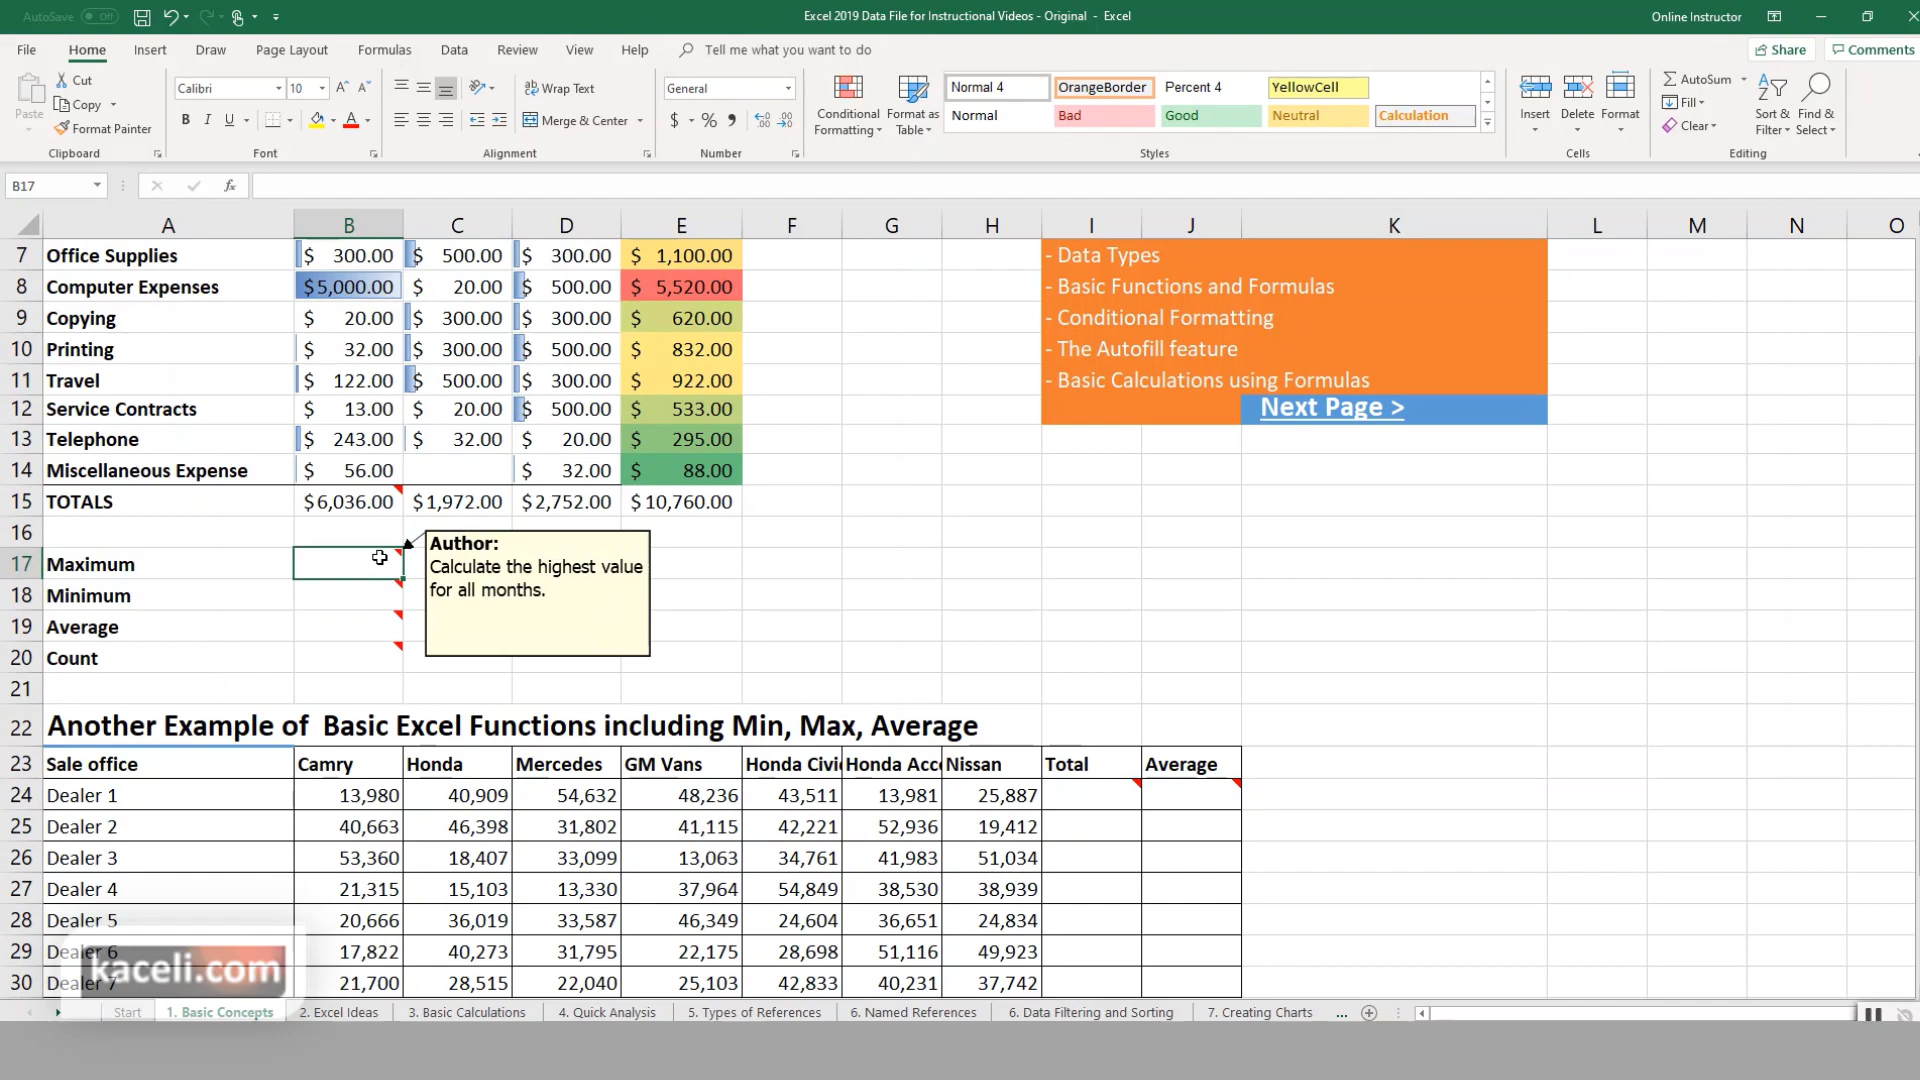 AutoSave Off Excel 2019 Data File for Instructional Videos - Original - Excel Online Instructor
File Home Insert Draw Page Layout Formulas Data Review View Help Tell me what you want to do Share Comments
Paste Cut Copy Format Painter Clipboard
Calibri 10 B I U A Font
Wrap Text Merge & Center Alignment
General $ % Number
Conditional Formatting Format as Table
Normal 4 OrangeBorder Percent 4 YellowCell
Normal Bad Good Neutral Calculation
Styles
Insert Delete Format Cells
AutoSum Fill Clear Sort & Filter Find & Select Editing
B17 fx
A B C D E F G H I J K L M N O
7 Office Supplies $ 300.00 $ 500.00 $ 300.00 $ 1,100.00 - Data Types
8 Computer Expenses $5,000.00 $ 20.00 $ 500.00 $ 5,520.00 - Basic Functions and Formulas
9 Copying $ 20.00 $ 300.00 $ 300.00 $ 620.00 - Conditional Formatting
10 Printing $ 32.00 $ 300.00 $ 500.00 $ 832.00 - The Autofill feature
11 Travel $ 122.00 $ 500.00 $ 300.00 $ 922.00 - Basic Calculations using Formulas
12 Service Contracts $ 13.00 $ 20.00 $ 500.00 $ 533.00 Next Page >
13 Telephone $ 243.00 $ 32.00 $ 20.00 $ 295.00
14 Miscellaneous Expense $ 56.00 $ 32.00 $ 88.00
15 TOTALS $6,036.00 $1,972.00 $2,752.00 $10,760.00
16
17 Maximum
18 Minimum
19 Average
20 Count
Author:
Calculate the highest value
for all months.
21
22 Another Example of Basic Excel Functions including Min, Max, Average
23 Sale office Camry Honda Mercedes GM Vans Honda Civi Honda Acc Nissan Total Average
24 Dealer 1 13,980 40,909 54,632 48,236 43,511 13,981 25,887
25 Dealer 2 40,663 46,398 31,802 41,115 42,221 52,936 19,412
26 Dealer 3 53,360 18,407 33,099 13,063 34,761 41,983 51,034
27 Dealer 4 21,315 15,103 13,330 37,964 54,849 38,530 38,939
28 Dealer 5 20,666 36,019 33,587 46,349 24,604 36,651 24,834
29 Dealer 6 17,822 40,273 31,795 22,175 28,698 51,116 49,923
30 Dealer 7 21,700 28,515 22,040 25,103 42,833 40,231 37,742
kaceli.com
Start 1. Basic Concepts 2. Excel Ideas 3. Basic Calculations 4. Quick Analysis 5. Types of References 6. Named References 6. Data Filtering and Sorting 7. Creating Charts ...